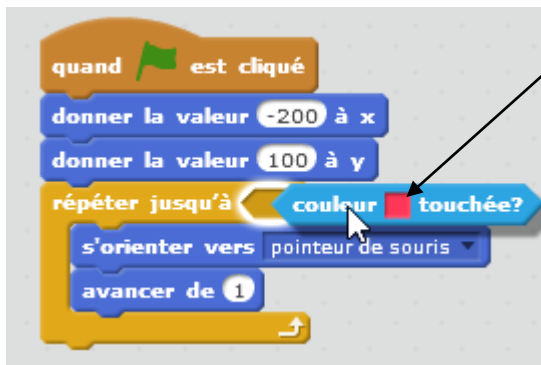 quand est cliqué
donner la valeur -200 à x
donner la valeur 100 à y
répéter jusqu'à couleur touchée?
s'orienter vers pointeur de souris
avancer de 1